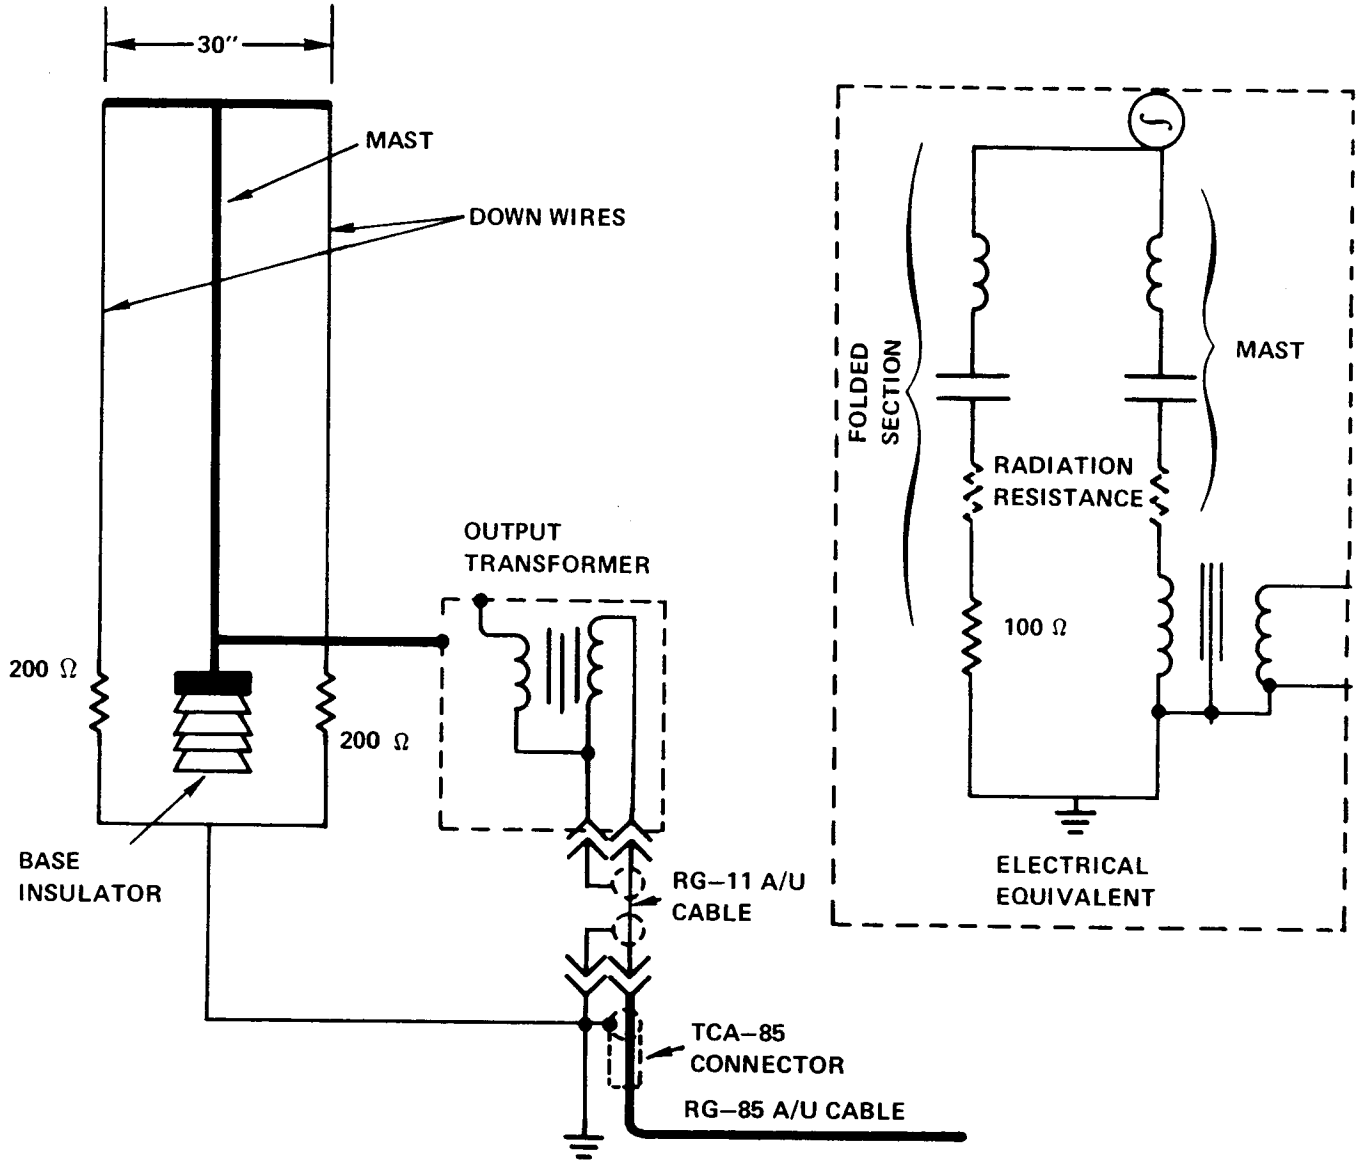 30"
MAST
DOWN WIRES
OUTPUT
TRANSFORMER
200 Ω
200 Ω
BASE
INSULATOR
RG–11 A/U
CABLE
TCA–85
CONNECTOR
RG–85 A/U CABLE
FOLDED
SECTION
MAST
RADIATION
RESISTANCE
100 Ω
ELECTRICAL
EQUIVALENT